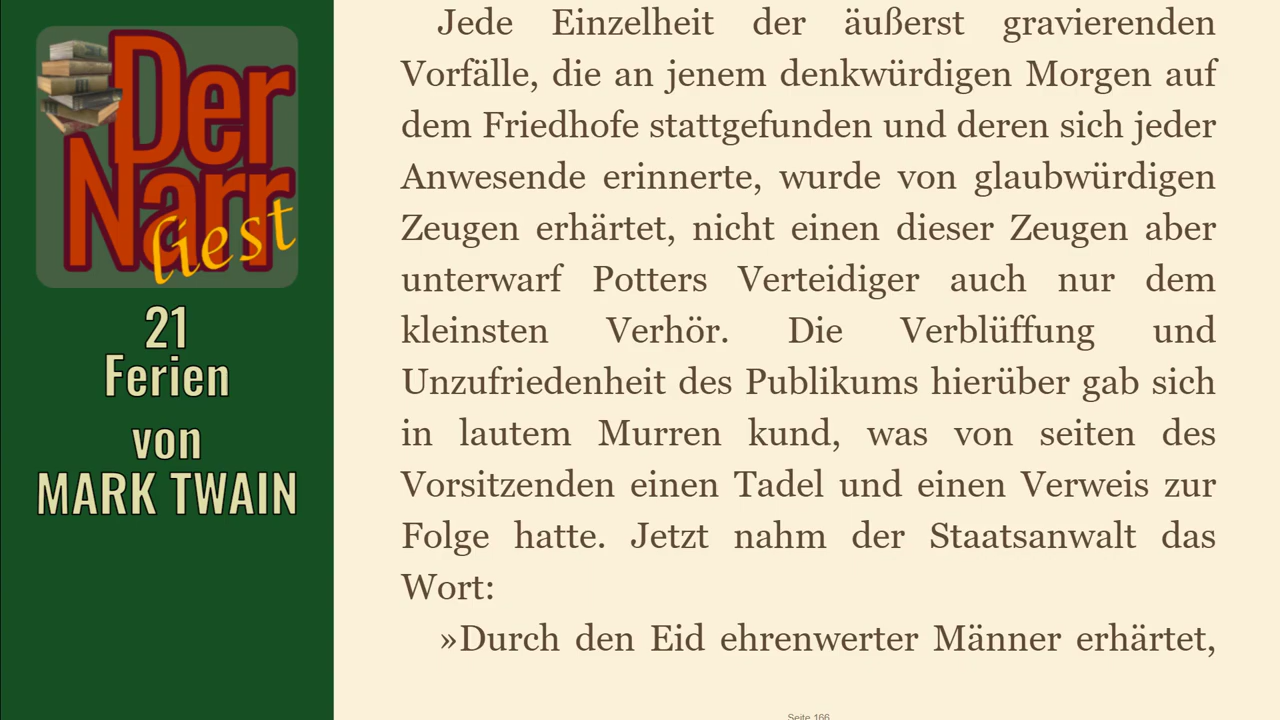 Der
Narr
liest
21
Ferien
von
MARK TWAIN
Jede Einzelheit der äußerst gravierenden
Vorfälle, die an jenem denkwürdigen Morgen auf
dem Friedhofe stattgefunden und deren sich jeder
Anwesende erinnerte, wurde von glaubwürdigen
Zeugen erhärtet, nicht einen dieser Zeugen aber
unterwarf Potters Verteidiger auch nur dem
kleinsten Verhör. Die Verblüffung und
Unzufriedenheit des Publikums hierüber gab sich
in lautem Murren kund, was von seiten des
Vorsitzenden einen Tadel und einen Verweis zur
Folge hatte. Jetzt nahm der Staatsanwalt das
Wort:
»Durch den Eid ehrenwerter Männer erhärtet,
Seite 166